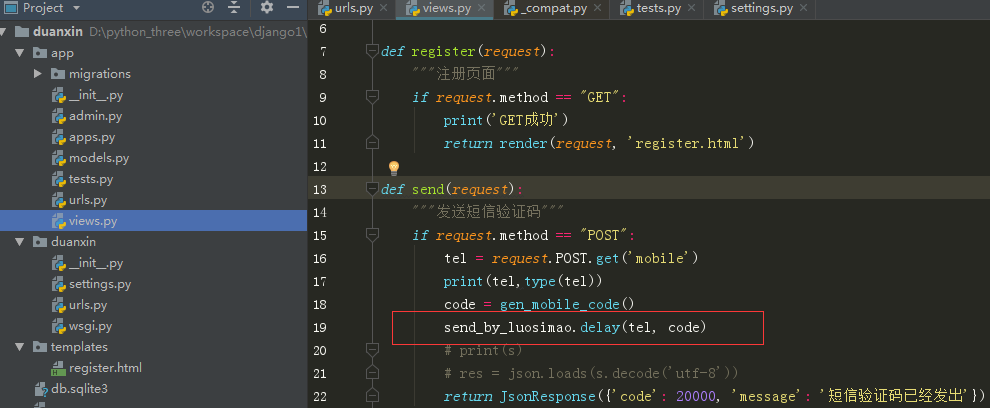 Project
urls.py
views.py
_compat.py
tests.py
settings.py
duanxin D:\python_three\workspace\django1\
app
migrations
__init__.py
admin.py
apps.py
models.py
tests.py
urls.py
views.py
duanxin
__init__.py
settings.py
urls.py
wsgi.py
templates
register.html
db.sqlite3
6
7 def register(request):
8 """注册页面"""
9 if request.method == "GET":
10 print('GET成功')
11 return render(request, 'register.html')
12
13 def send(request):
14 """发送短信验证码"""
15 if request.method == "POST":
16 tel = request.POST.get('mobile')
17 print(tel,type(tel))
18 code = gen_mobile_code()
19 send_by_luosimao.delay(tel, code)
20 # print(s)
21 # res = json.loads(s.decode('utf-8'))
22 return JsonResponse({'code': 20000, 'message': '短信验证码已经发出'})